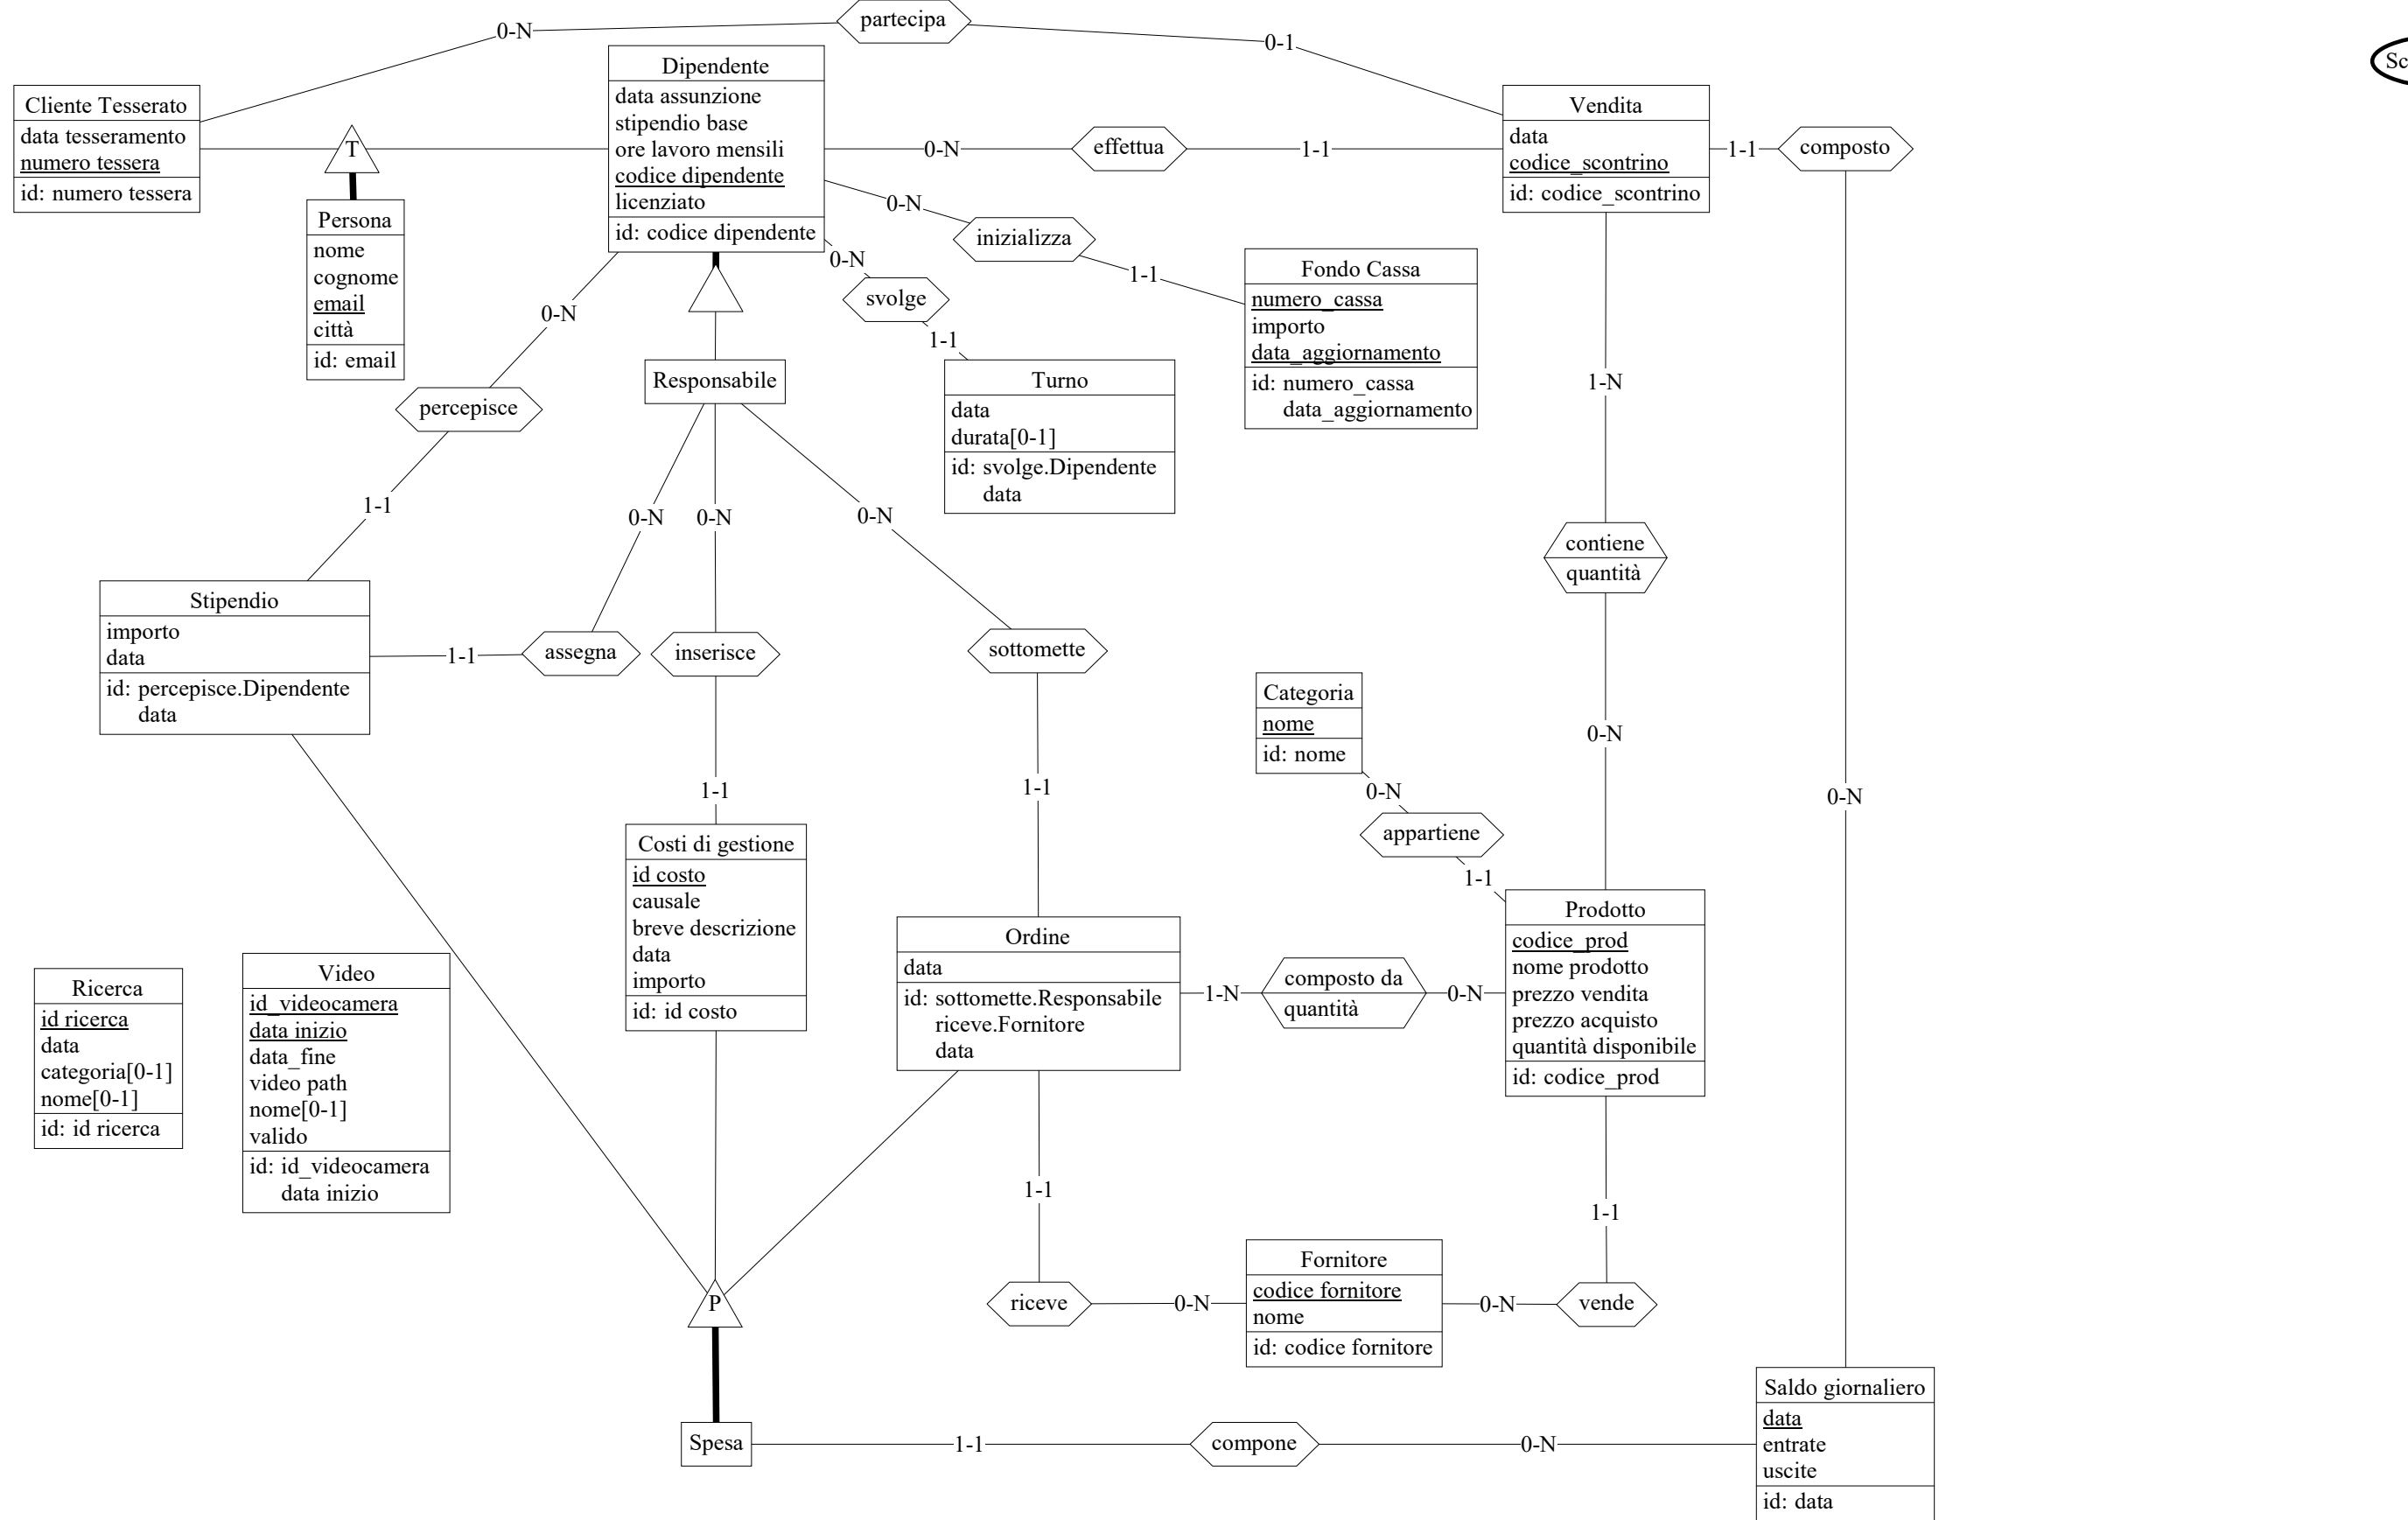 partecipa
0-N
0-1
Sc
Cliente Tesserato
data tesseramento
numero tessera
id: numero tessera
T
Persona
nome
cognome
email
città
id: email
Dipendente
data assunzione
stipendio base
ore lavoro mensili
codice dipendente
licenziato
id: codice dipendente
0-N
effettua
1-1
Vendita
data
codice_scontrino
id: codice_scontrino
1-1
composto
0-N
inizializza
1-1
Fondo Cassa
numero_cassa
importo
data_aggiornamento
id: numero_cassa
data_aggiornamento
0-N
svolge
1-1
Turno
data
durata[0-1]
id: svolge.Dipendente
data
0-N
percepisce
1-1
Responsabile
0-N
0-N
0-N
1-N
contiene
quantità
0-N
Stipendio
importo
data
id: percepisce.Dipendente
data
1-1
assegna
inserisce
sottomette
1-1
1-1
Categoria
nome
id: nome
0-N
appartiene
1-1
0-N
Costi di gestione
id costo
causale
breve descrizione
data
importo
id: id costo
Ordine
data
id: sottomette.Responsabile
riceve.Fornitore
data
1-N
composto da
quantità
0-N
Prodotto
codice_prod
nome prodotto
prezzo vendita
prezzo acquisto
quantità disponibile
id: codice_prod
Ricerca
id ricerca
data
categoria[0-1]
nome[0-1]
id: id ricerca
Video
id_videocamera
data inizio
data_fine
video path
nome[0-1]
valido
id: id_videocamera
data inizio
1-1
1-1
P
riceve
0-N
Fornitore
codice fornitore
nome
id: codice fornitore
0-N
vende
Spesa
1-1
compone
0-N
Saldo giornaliero
data
entrate
uscite
id: data